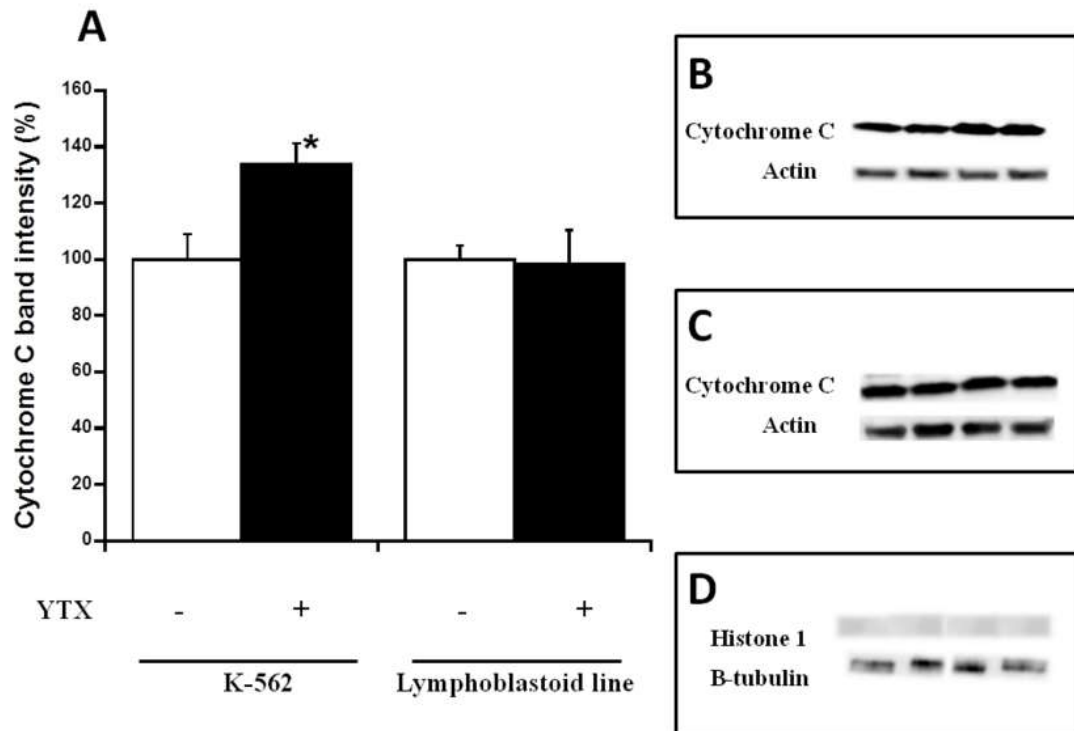 A
Cytochrome C band intensity (%)
160
140
120
100
80
60
40
20
0
*
YTX - + - +
K-562 Lymphoblastoid line
B
Cytochrome C
Actin
C
Cytochrome C
Actin
D
Histone 1
B-tubulin